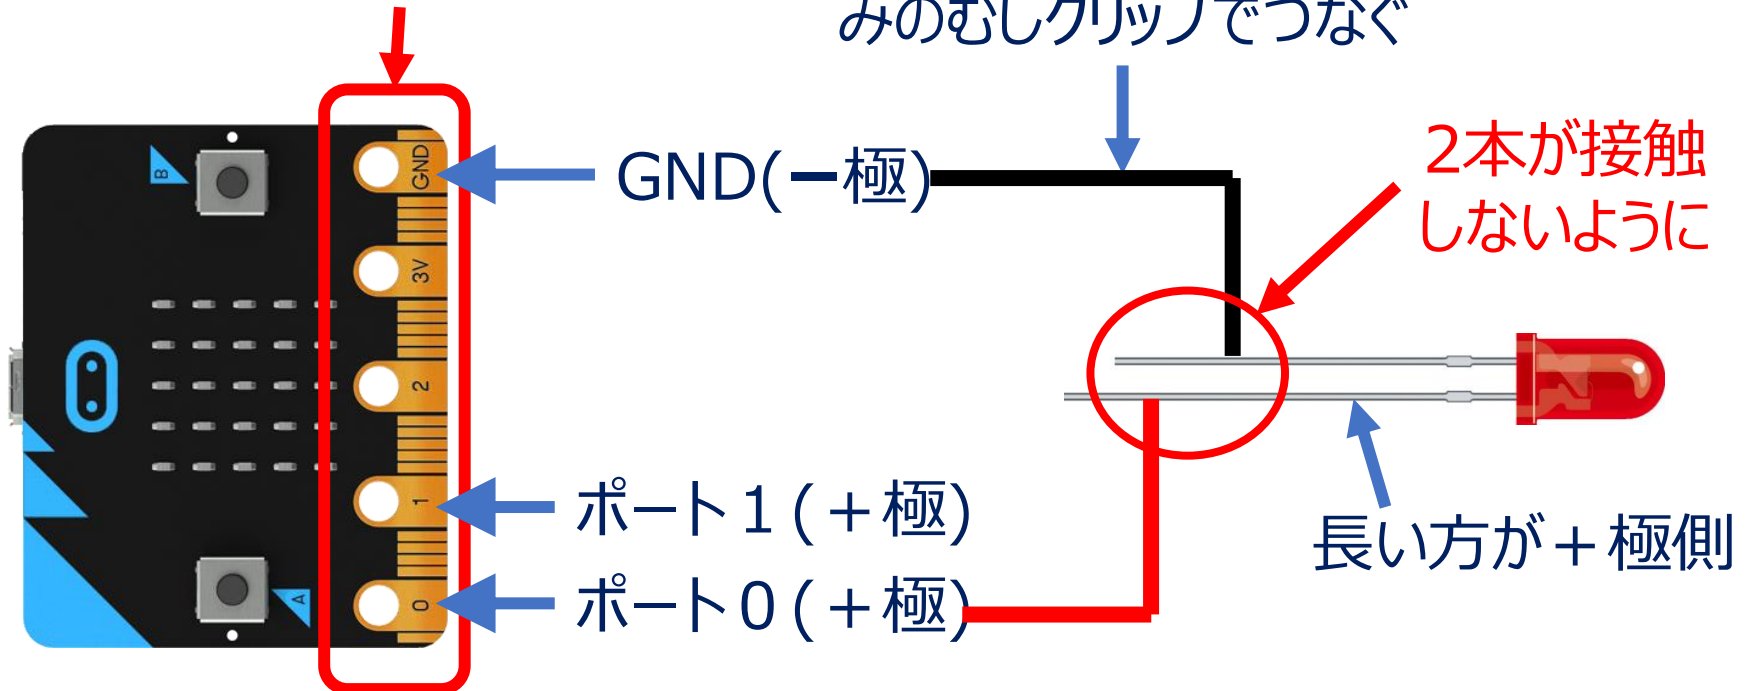 みのむしクリップでつなぐ
2本が接触
しないように
GND(ー極)
ポート1(+極)
ポート0(+極)
長い方が+極側
B
GND
3V
2
1
0
A